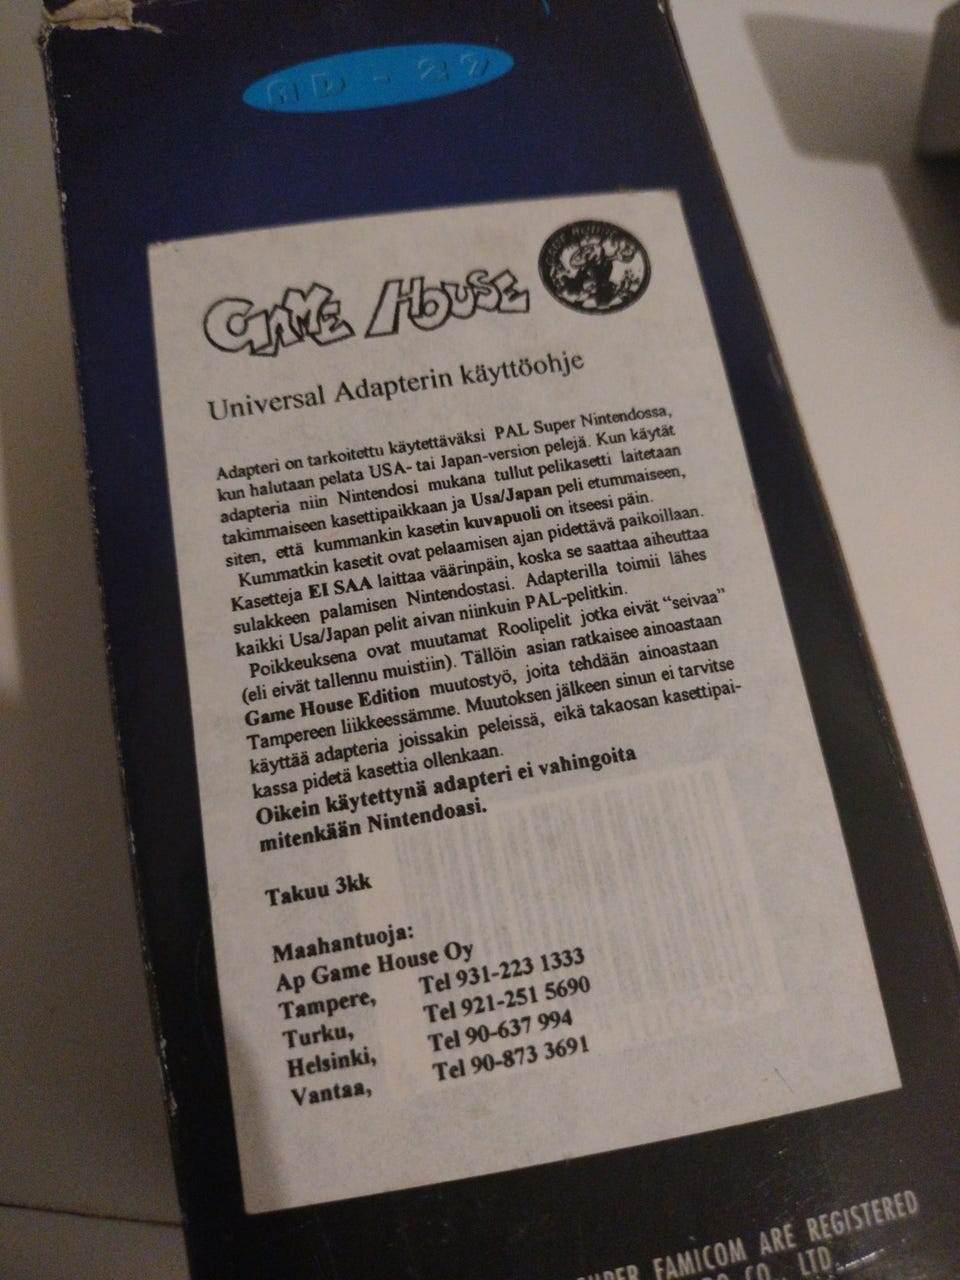 AD-29
GAME HOUSE
GAME HOUSE
Universal Adapterin käyttöohje
Adapteri on tarkoitettu käytettäväksi PAL Super Nintendossa,
kun halutaan pelata USA- tai Japan-version pelejä. Kun käytät
adapteria niin Nintendosi mukana tullut pelikasetti laitetaan
takimmaiseen kasettipaikkaan ja Usa/Japan peli etummaiseen,
siten, että kummankin kasetin kuvapuoli on itseesi päin.
Kummatkin kasetit ovat pelaamisen ajan pidettävä paikoillaan.
Kasetteja EI SAA laittaa väärinpäin, koska se saattaa aiheuttaa
sulakkeen palamisen Nintendostasi. Adapterilla toimii lähes
kaikki Usa/Japan pelit aivan niinkuin PAL-pelitkin.
Poikkeuksena ovat muutamat Roolipelit jotka eivät “seivaa”
(eli eivät tallennu muistiin). Tällöin asian ratkaisee ainoastaan
Game House Edition muutostyö, joita tehdään ainoastaan
Tampereen liikkeessämme. Muutoksen jälkeen sinun ei tarvitse
käyttää adapteria joissakin peleissä, eikä takaosan kasettipai-
kassa pidetä kasettia ollenkaan.
Oikein käytettynä adapteri ei vahingoita
mitenkään Nintendoasi.
Takuu 3kk
Maahantuoja:
Ap Game House Oy
Tampere, Tel 931-223 1333
Turku, Tel 921-251 5690
Helsinki, Tel 90-637 994
Vantaa, Tel 90-873 3691
SUPER FAMICOM ARE REGISTERED
CO., LTD.